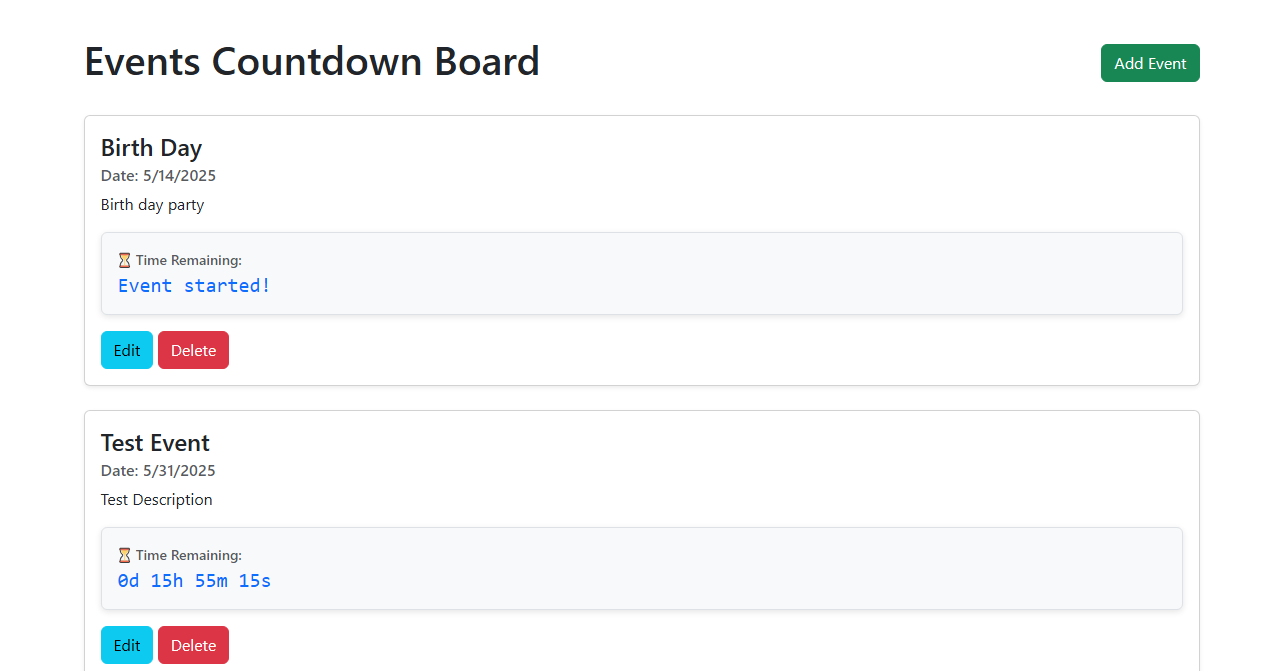 Events Countdown Board
Add Event
Birth Day
Date: 5/14/2025
Birth day party
⏳ Time Remaining:
Event started!
Edit
Delete
Test Event
Date: 5/31/2025
Test Description
⏳ Time Remaining:
0d 15h 55m 15s
Edit
Delete